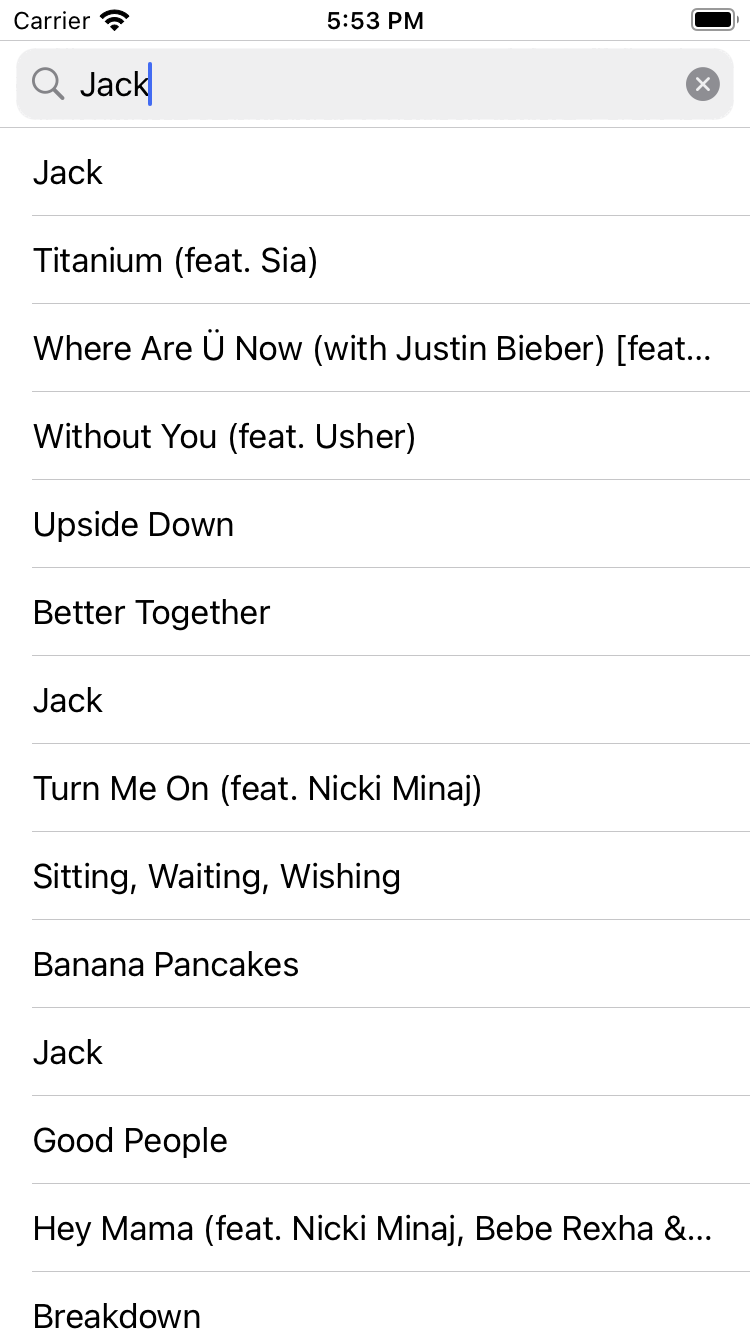 Carrier 5:53 PM
Jack
Jack
Titanium (feat. Sia)
Where Are Ü Now (with Justin Bieber) [feat...
Without You (feat. Usher)
Upside Down
Better Together
Jack
Turn Me On (feat. Nicki Minaj)
Sitting, Waiting, Wishing
Banana Pancakes
Jack
Good People
Hey Mama (feat. Nicki Minaj, Bebe Rexha &...
Breakdown